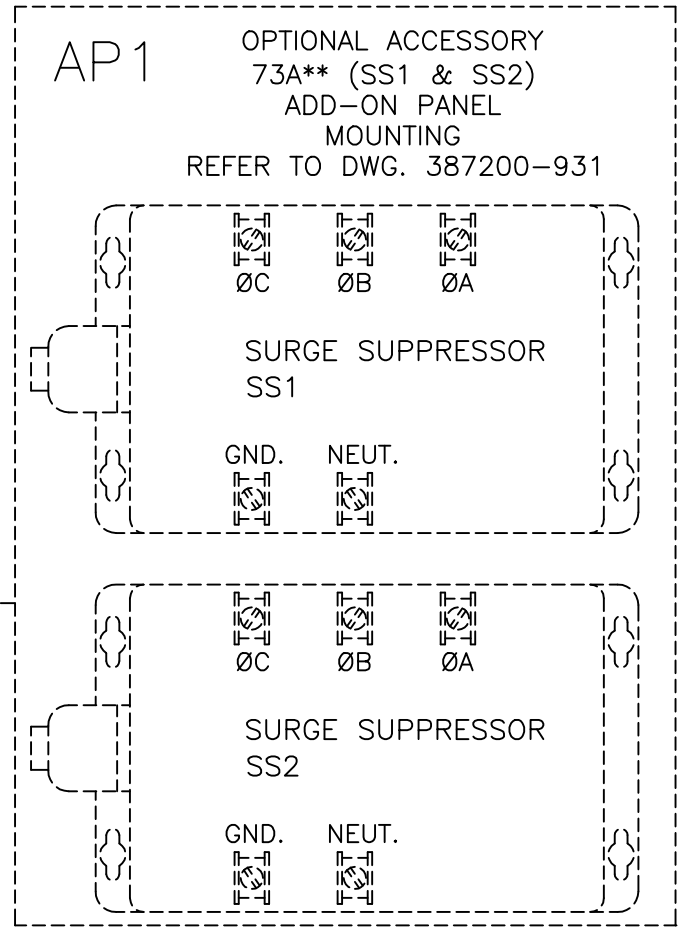 AP1
OPTIONAL ACCESSORY
73A** (SS1 & SS2)
ADD-ON PANEL
MOUNTING
REFER TO DWG. 387200-931
ØC ØB ØA
SURGE SUPPRESSOR
SS1
GND. NEUT.
ØC ØB ØA
SURGE SUPPRESSOR
SS2
GND. NEUT.